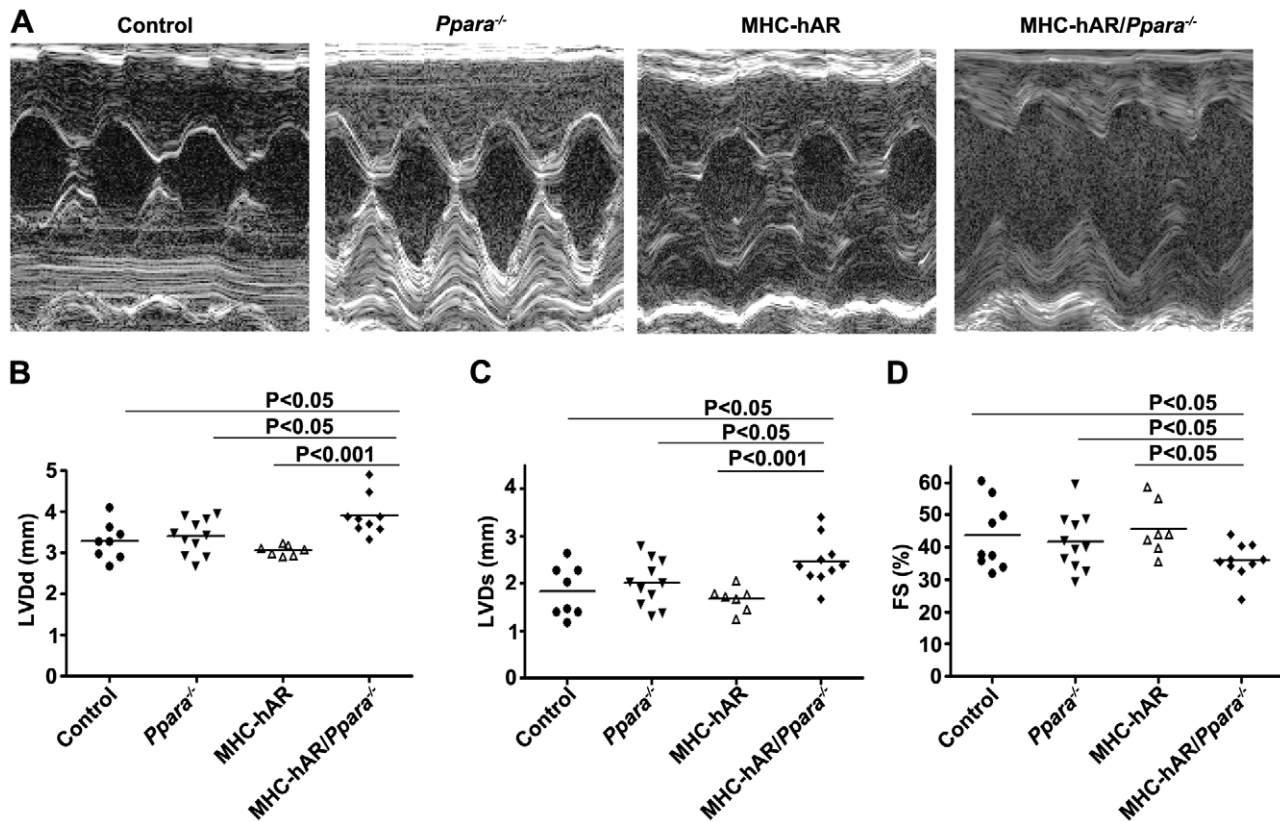 A
Control
Ppara-/-
MHC-hAR
MHC-hAR/Ppara-/-
B
P<0.05
P<0.05
P<0.001
LVDd (mm)
5
4
3
2
1
0
Control
Ppara-/-
MHC-hAR
MHC-hAR/Ppara-/-
C
P<0.05
P<0.05
P<0.001
LVDs (mm)
4
3
2
1
0
Control
Ppara-/-
MHC-hAR
MHC-hAR/Ppara-/-
D
P<0.05
P<0.05
P<0.05
FS (%)
60
50
40
30
20
10
0
Control
Ppara-/-
MHC-hAR
MHC-hAR/Ppara-/-